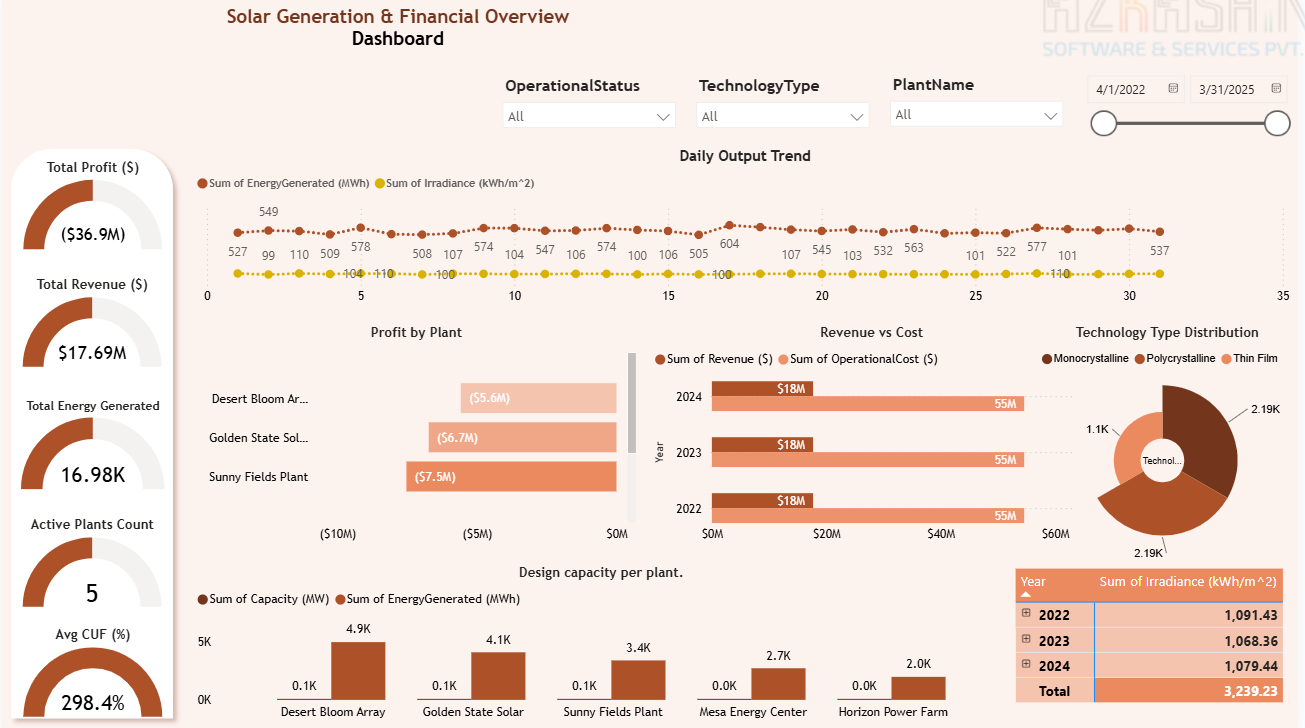 Solar Generation & Financial Overview
Dashboard
SOFTWARE & SERVICES PVT.
OperationalStatus
All
TechnologyType
All
PlantName
All
4/1/2022
3/31/2025
Total Profit ($)
($36.9M)
Total Revenue ($)
$17.69M
Total Energy Generated
16.98K
Active Plants Count
5
Avg CUF (%)
298.4%
Daily Output Trend
Sum of EnergyGenerated (MWh) Sum of Irradiance (kWh/m^2)
549
527 99 110 509 578 508 107 574 104 547 106 574 100 106 505 604 107 545 103 532 563 101 522 577 101 537
104 110 100 100 110
0 5 10 15 20 25 30 35
Profit by Plant
Desert Bloom Ar... ($5.6M)
Golden State Sol... ($6.7M)
Sunny Fields Plant ($7.5M)
($10M) ($5M) $0M
Revenue vs Cost
Sum of Revenue ($) Sum of OperationalCost ($)
Year
2024 $18M
55M
2023 $18M
55M
2022 $18M
55M
$0M $20M $40M $60M
Technology Type Distribution
Monocrystalline Polycrystalline Thin Film
2.19K
1.1K
Technol...
2.19K
Design capacity per plant.
Sum of Capacity (MW) Sum of EnergyGenerated (MWh)
5K
0K
0.1K 4.9K
0.1K 4.1K
0.1K 3.4K
0.0K 2.7K
0.0K 2.0K
Desert Bloom Array Golden State Solar Sunny Fields Plant Mesa Energy Center Horizon Power Farm
Year Sum of Irradiance (kWh/m^2)
2022 1,091.43
2023 1,068.36
2024 1,079.44
Total 3,239.23